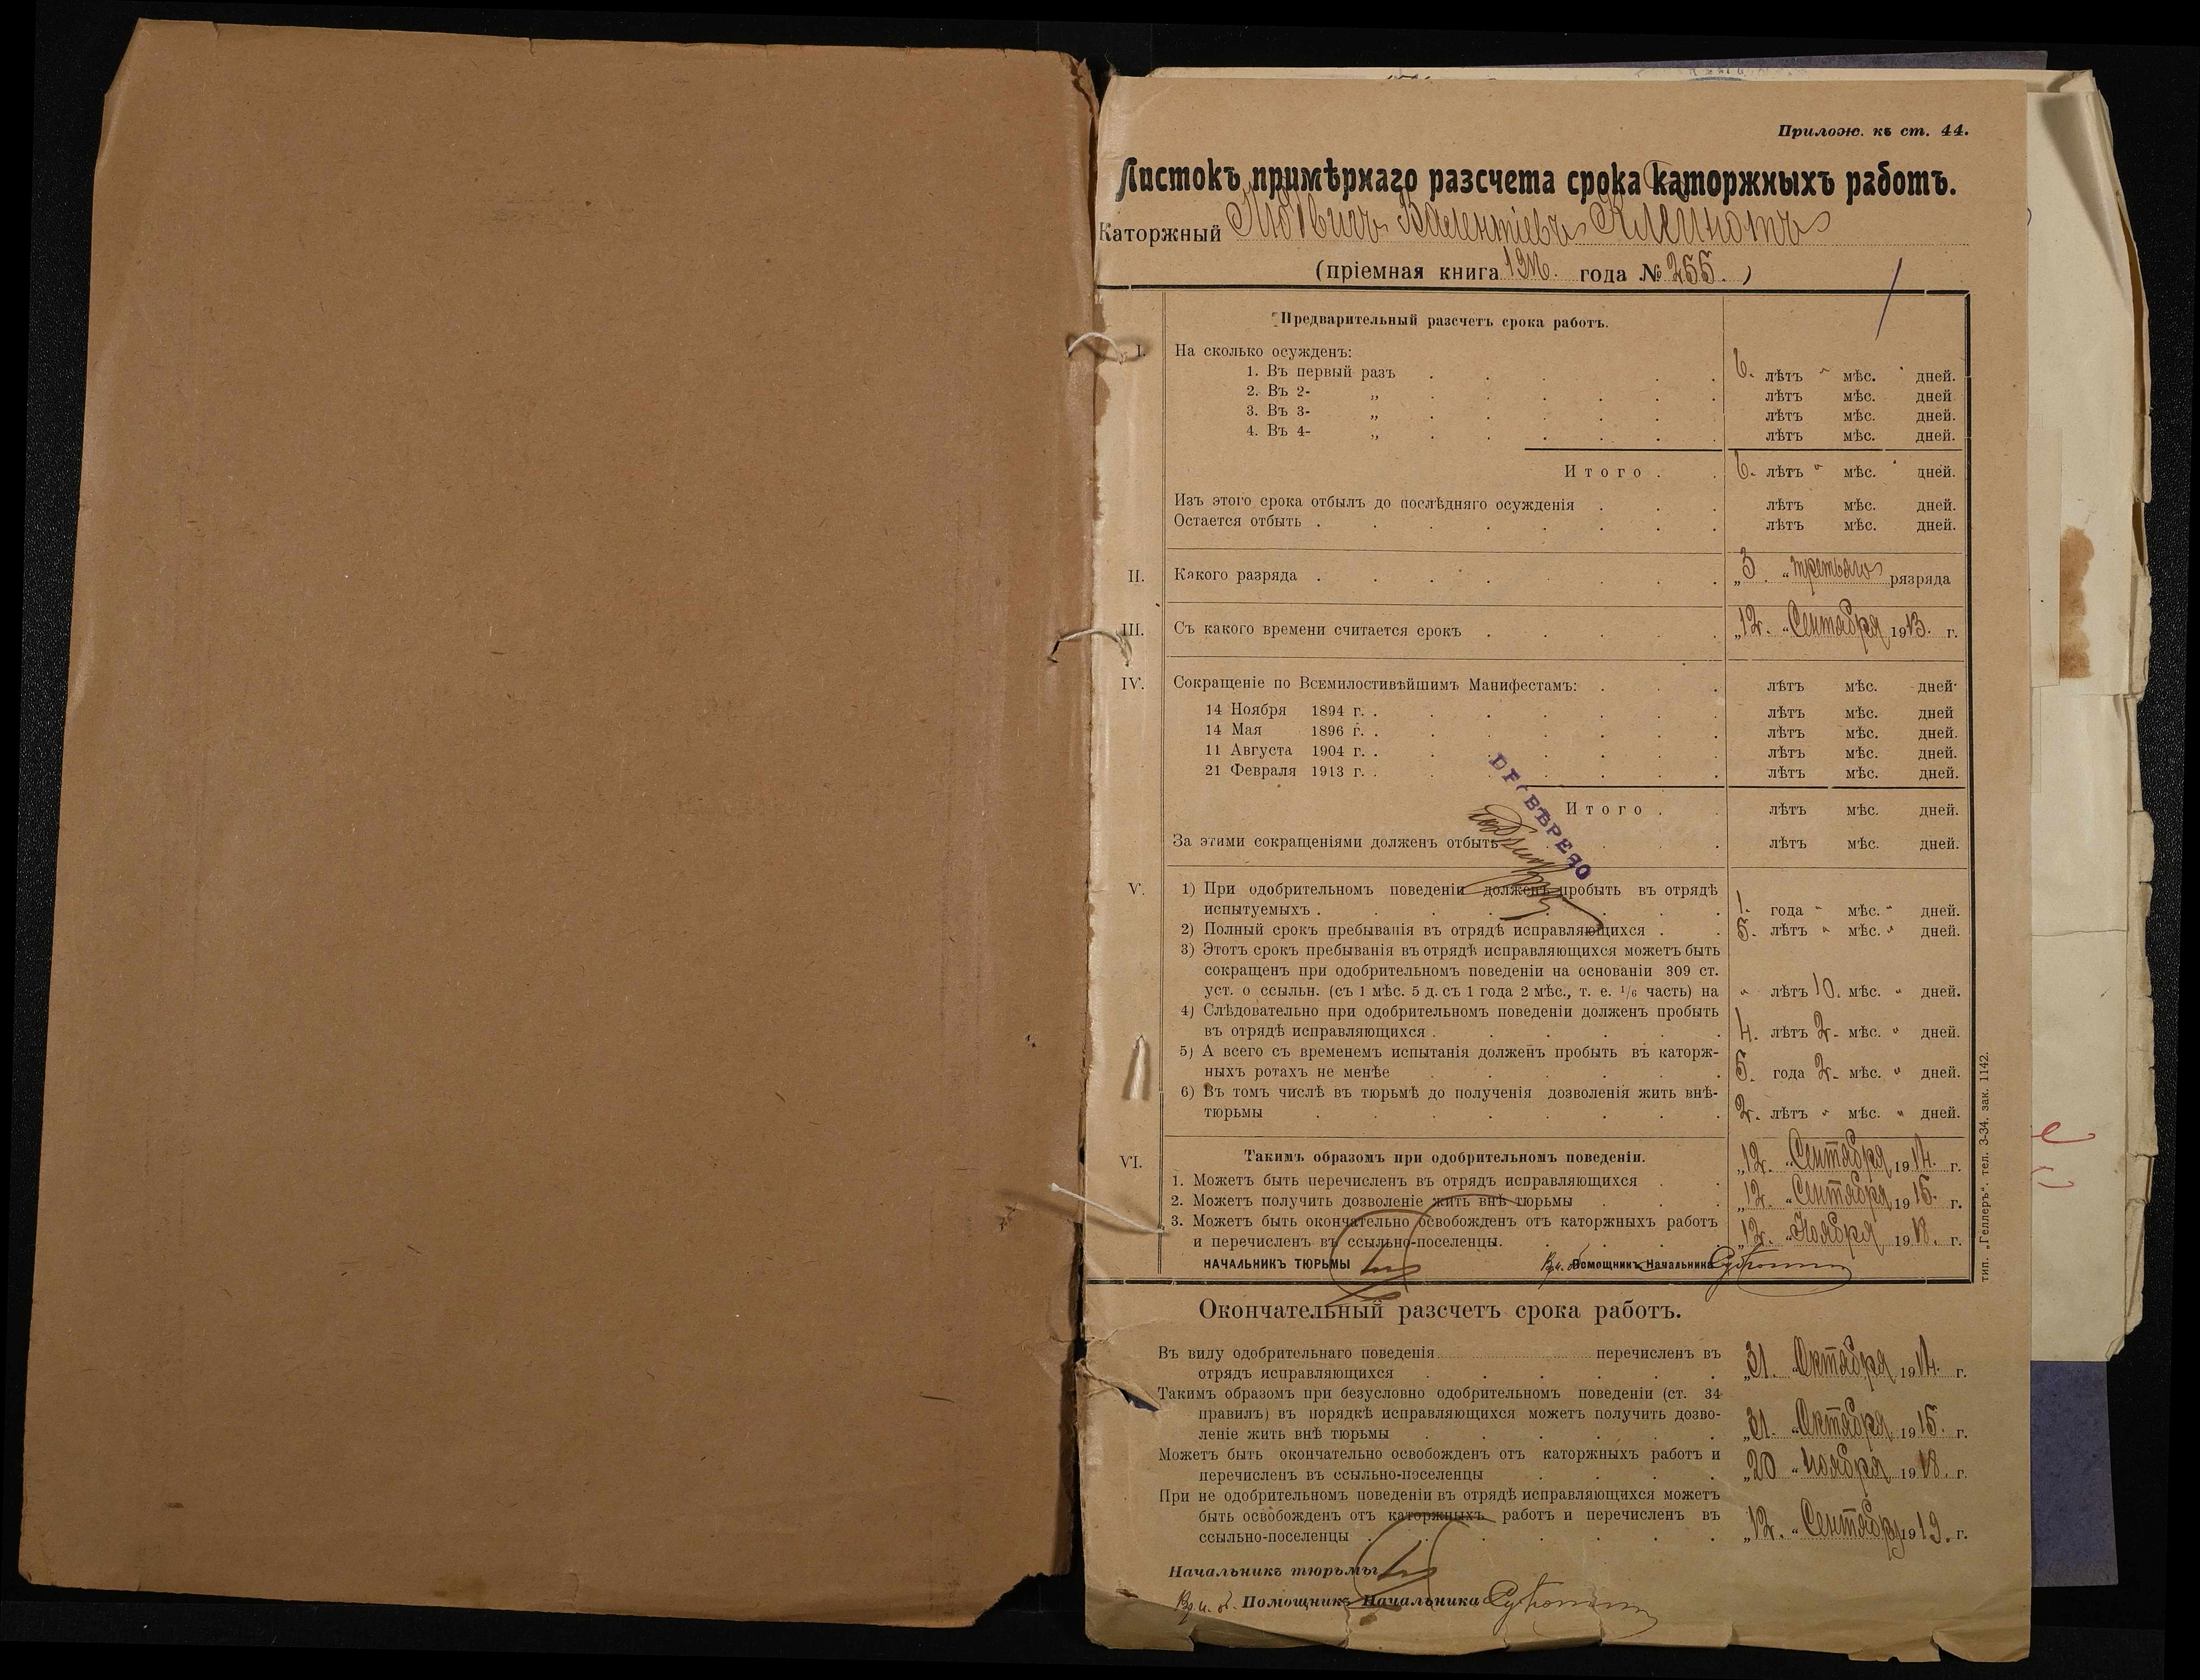 Прилож. къ ст. 44.
Листокъ примѣрнаго разсчета срока каторжныхъ работъ.
Каторжный Людвигъ Валентіевъ Клейнотъ
(пріемная книга года № 255.)
Предварительный разсчетъ срока работъ.
I. На сколько осужденъ:
1. Въ первый разъ 6. лѣтъ " мѣс. " дней.
2. Въ 2- „ лѣтъ мѣс. дней
3. Въ 3- „ лѣтъ мѣс. дней.
4. Въ 4- „ лѣтъ мѣс. дней.
Итого. 6. лѣтъ " мѣс. " дней.
Изъ этого срока отбылъ до послѣдняго осужденія лѣтъ мѣс. дней.
Остается отбыть лѣтъ мѣс. дней.
II. Какого разряда „3 “ третьяго рязряда
III. Съ какого времени считается срокъ „12. “ Сентября 1913. г.
IV. Сокращеніе по Всемилостивѣйшимъ Манифестамъ: лѣтъ мѣс. дней.
14 Ноября 1894 г. лѣтъ мѣс. дней
14 Мая 1896 г. лѣтъ мѣс. дней.
11 Августа 1904 г. лѣтъ мѣс. дней.
21 Февраля 1913 г. лѣтъ мѣс. дней.
Итого. лѣтъ мѣс. дней.
За этими сокращеніями долженъ отбыть лѣтъ мѣс. дней.
V. 1) При одобрительномъ поведеніи долженъ пробыть въ отрядѣ
испытуемыхъ. 1. года " мѣс. " дней.
2) Полный срокъ пребыванія въ отрядѣ исправляющихся. 5. лѣтъ " мѣс. " дней.
3) Этотъ срокъ пребыванія въ отрядѣ исправляющихся можетъ быть
сокращенъ при одобрительномъ поведеніи на основаніи 309 ст.
уст. о ссыльн. (съ 1 мѣс. 5 д. съ 1 года 2 мѣс., т. е. 1/6 часть) на " лѣтъ 10. мѣс. " дней.
4) Слѣдовательно при одобрительномъ поведеніи долженъ пробыть
въ отрядѣ исправляющихся. 4. лѣтъ 2. мѣс. " дней.
5) А всего съ временемъ испытанія долженъ пробыть въ каторж-
ныхъ ротахъ не менѣе 5. года 2. мѣс. " дней.
6) Въ томъ числѣ въ тюрьмѣ до полученія дозволенія жить внѣ-
тюрьмы 2. лѣтъ " мѣс. " дней.
VI. Такимъ образомъ при одобрительномъ поведеніи.
1. Можетъ быть перечисленъ въ отрядъ исправляющихся „12. “ Сентября 1914. г.
2. Можетъ получить дозволеніе жить внѣ тюрьмы „12. “ Сентября 1915. г.
3. Можетъ быть окончательно освобожденъ отъ каторжныхъ работъ
и перечисленъ въ ссыльно-поселенцы. „12. “ Ноября 1918. г.
НАЧАЛЬНИКЪ ТЮРЬМЫ Вр. и. об. Помощникъ Начальника
ПРОВѢРЕНО
тип. „Геллеръ“. тел. 3-34. зак. 1142.
Окончательный разсчетъ срока работъ.
Въ виду одобрительнаго поведенія перечисленъ въ
отрядъ исправляющихся „31. “ Октября 1914. г.
Такимъ образомъ при безусловно одобрительномъ поведеніи (ст. 34
правилъ) въ порядкѣ исправляющихся можетъ получить дозво-
леніе жить внѣ тюрьмы „31. “ Октября 1915. г.
Можетъ быть окончательно освобожденъ отъ каторжныхъ работъ и
перечисленъ въ ссыльно-поселенцы „20 “ Ноября 1918. г.
При не одобрительномъ поведеніи въ отрядѣ исправляющихся можетъ
быть освобожденъ отъ каторжныхъ работъ и перечисленъ въ
ссыльно-поселенцы „12. “ Сентября 1919. г.
Начальникъ тюрьмы
Вр. и. об. Помощникъ Начальника